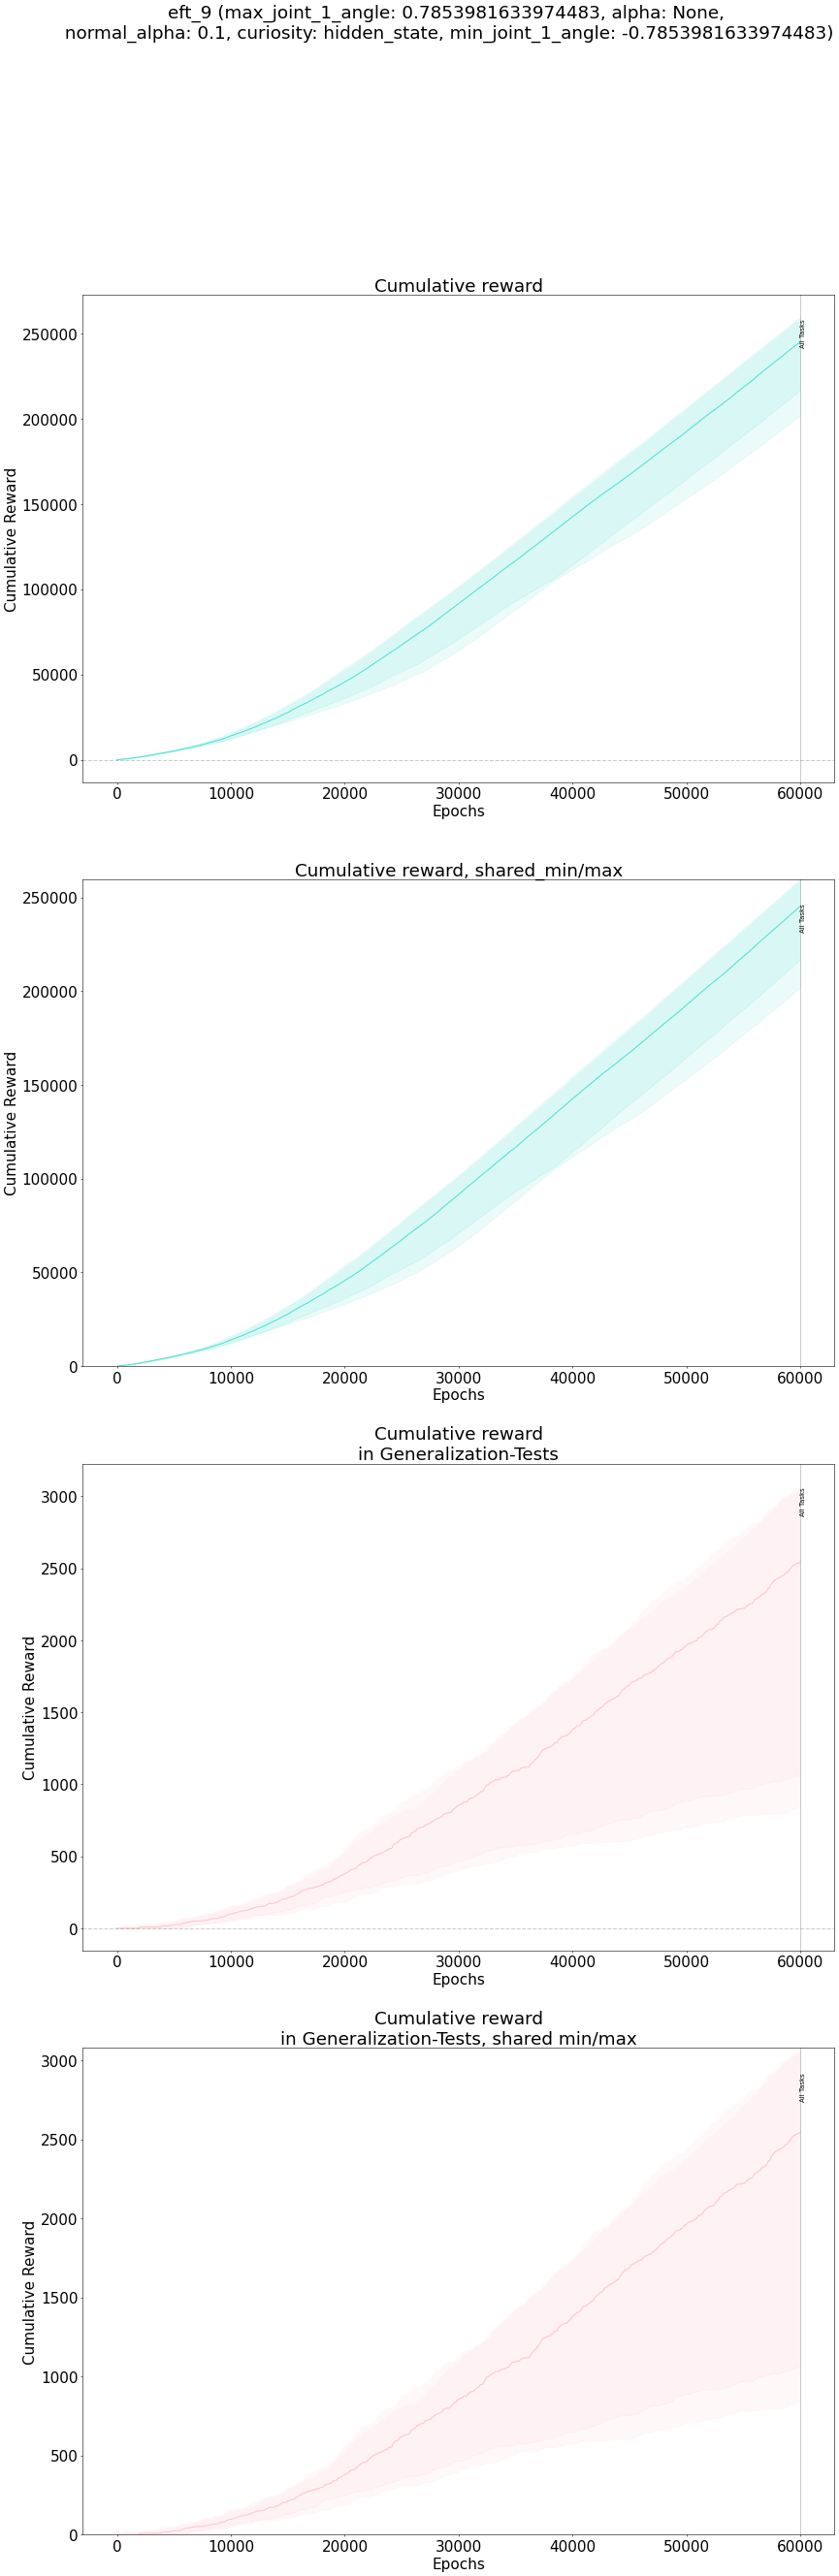 eft_9 (max_joint_1_angle: 0.7853981633974483, alpha: None,
normal_alpha: 0.1, curiosity: hidden_state, min_joint_1_angle: -0.7853981633974483)
Cumulative reward
250000
200000
150000
100000
50000
0
Cumulative Reward
All Tasks
0 10000 20000 30000 40000 50000 60000
Epochs
Cumulative reward, shared_min/max
250000
200000
150000
100000
50000
0
Cumulative Reward
All Tasks
0 10000 20000 30000 40000 50000 60000
Epochs
Cumulative reward
in Generalization-Tests
3000
2500
2000
1500
1000
500
0
Cumulative Reward
All Tasks
0 10000 20000 30000 40000 50000 60000
Epochs
Cumulative reward
in Generalization-Tests, shared min/max
3000
2500
2000
1500
1000
500
0
Cumulative Reward
All Tasks
0 10000 20000 30000 40000 50000 60000
Epochs